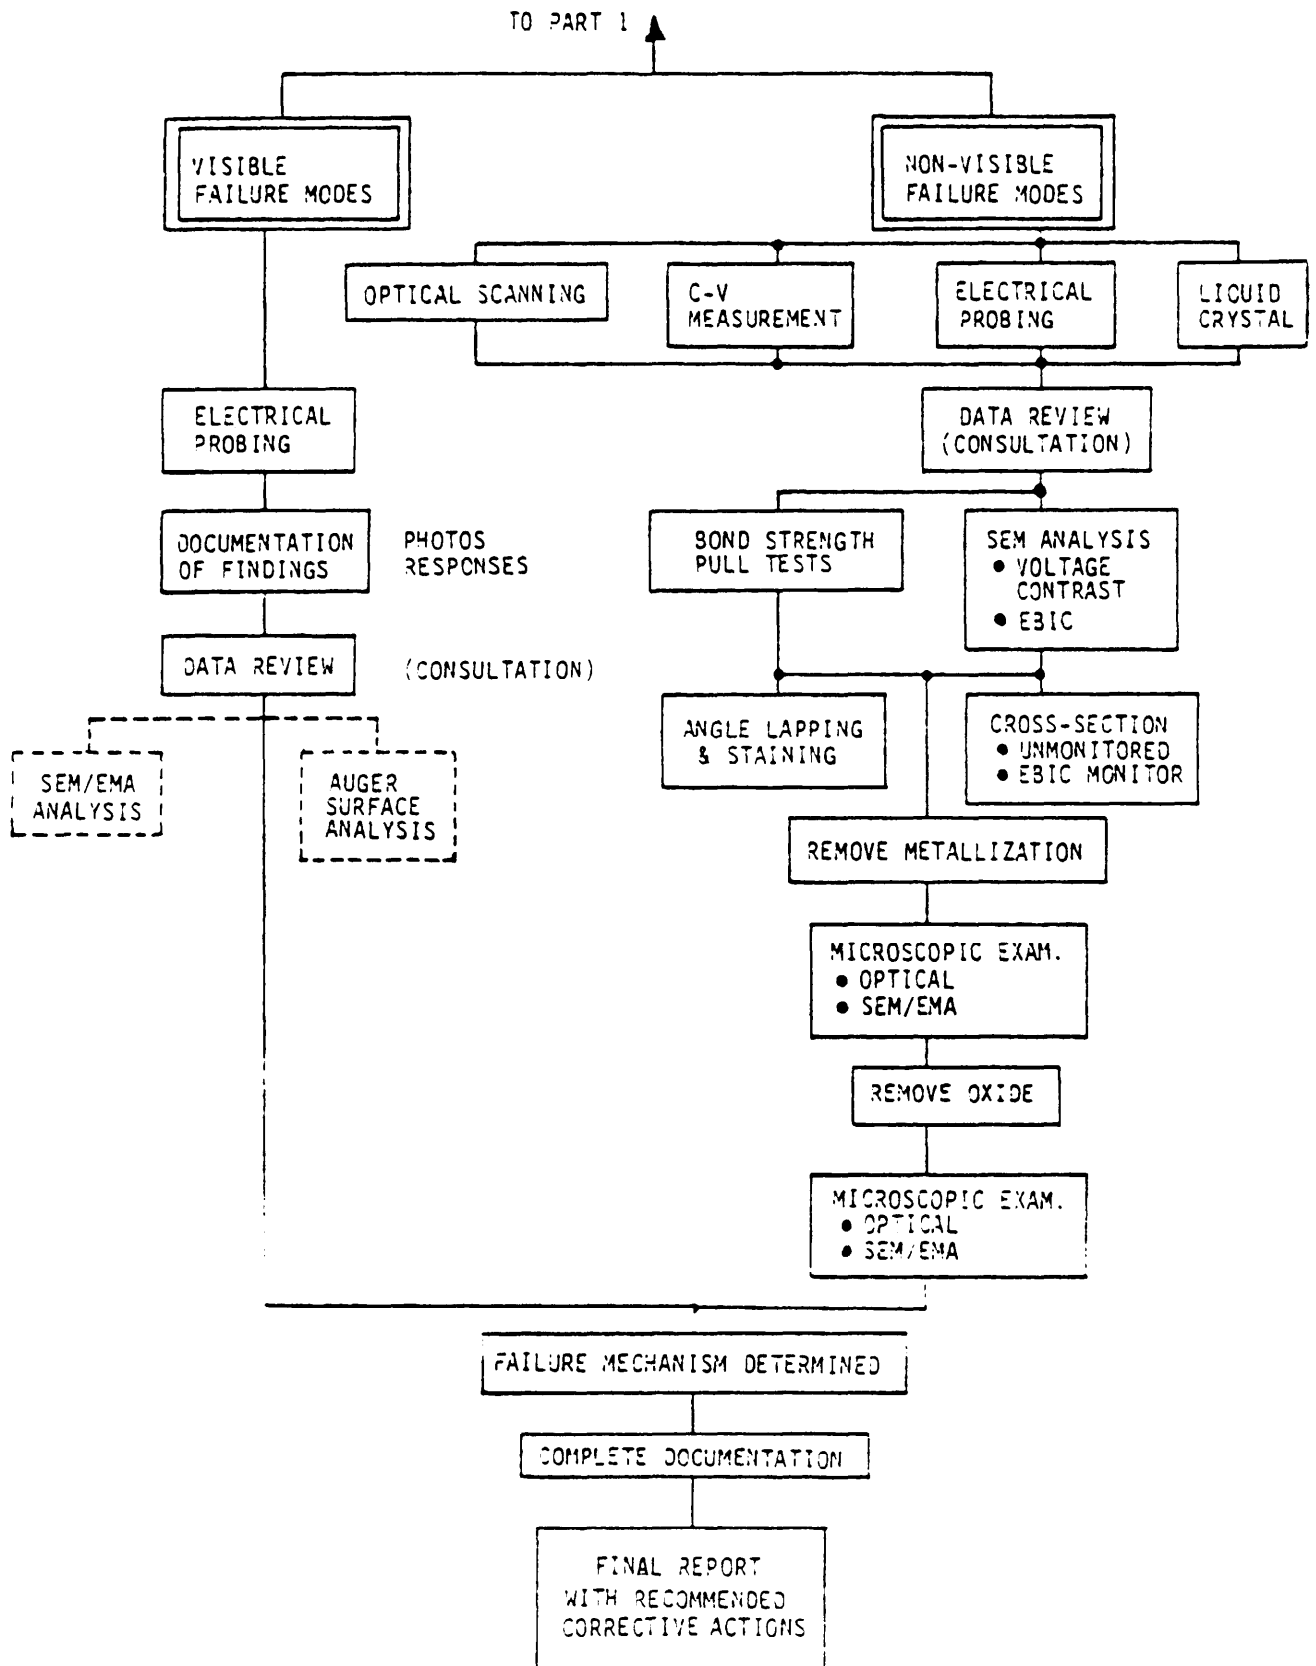 TO PART 1
VISIBLE
FAILURE MODES
NON-VISIBLE
FAILURE MODES
OPTICAL SCANNING
C-V
MEASUREMENT
ELECTRICAL
PROBING
LIQUID
CRYSTAL
ELECTRICAL
PROBING
DATA REVIEW
(CONSULTATION)
DOCUMENTATION
OF FINDINGS
PHOTOS
RESPONSES
BOND STRENGTH
PULL TESTS
SEM ANALYSIS
• VOLTAGE
CONTRAST
• EBIC
DATA REVIEW
(CONSULTATION)
SEM/EMA
ANALYSIS
AUGER
SURFACE
ANALYSIS
ANGLE LAPPING
& STAINING
CROSS-SECTION
• UNMONITORED
• EBIC MONITOR
REMOVE METALLIZATION
MICROSCOPIC EXAM.
• OPTICAL
• SEM/EMA
REMOVE OXIDE
MICROSCOPIC EXAM.
• OPTICAL
• SEM/EMA
FAILURE MECHANISM DETERMINED
COMPLETE DOCUMENTATION
FINAL REPORT
WITH RECOMMENDED
CORRECTIVE ACTIONS